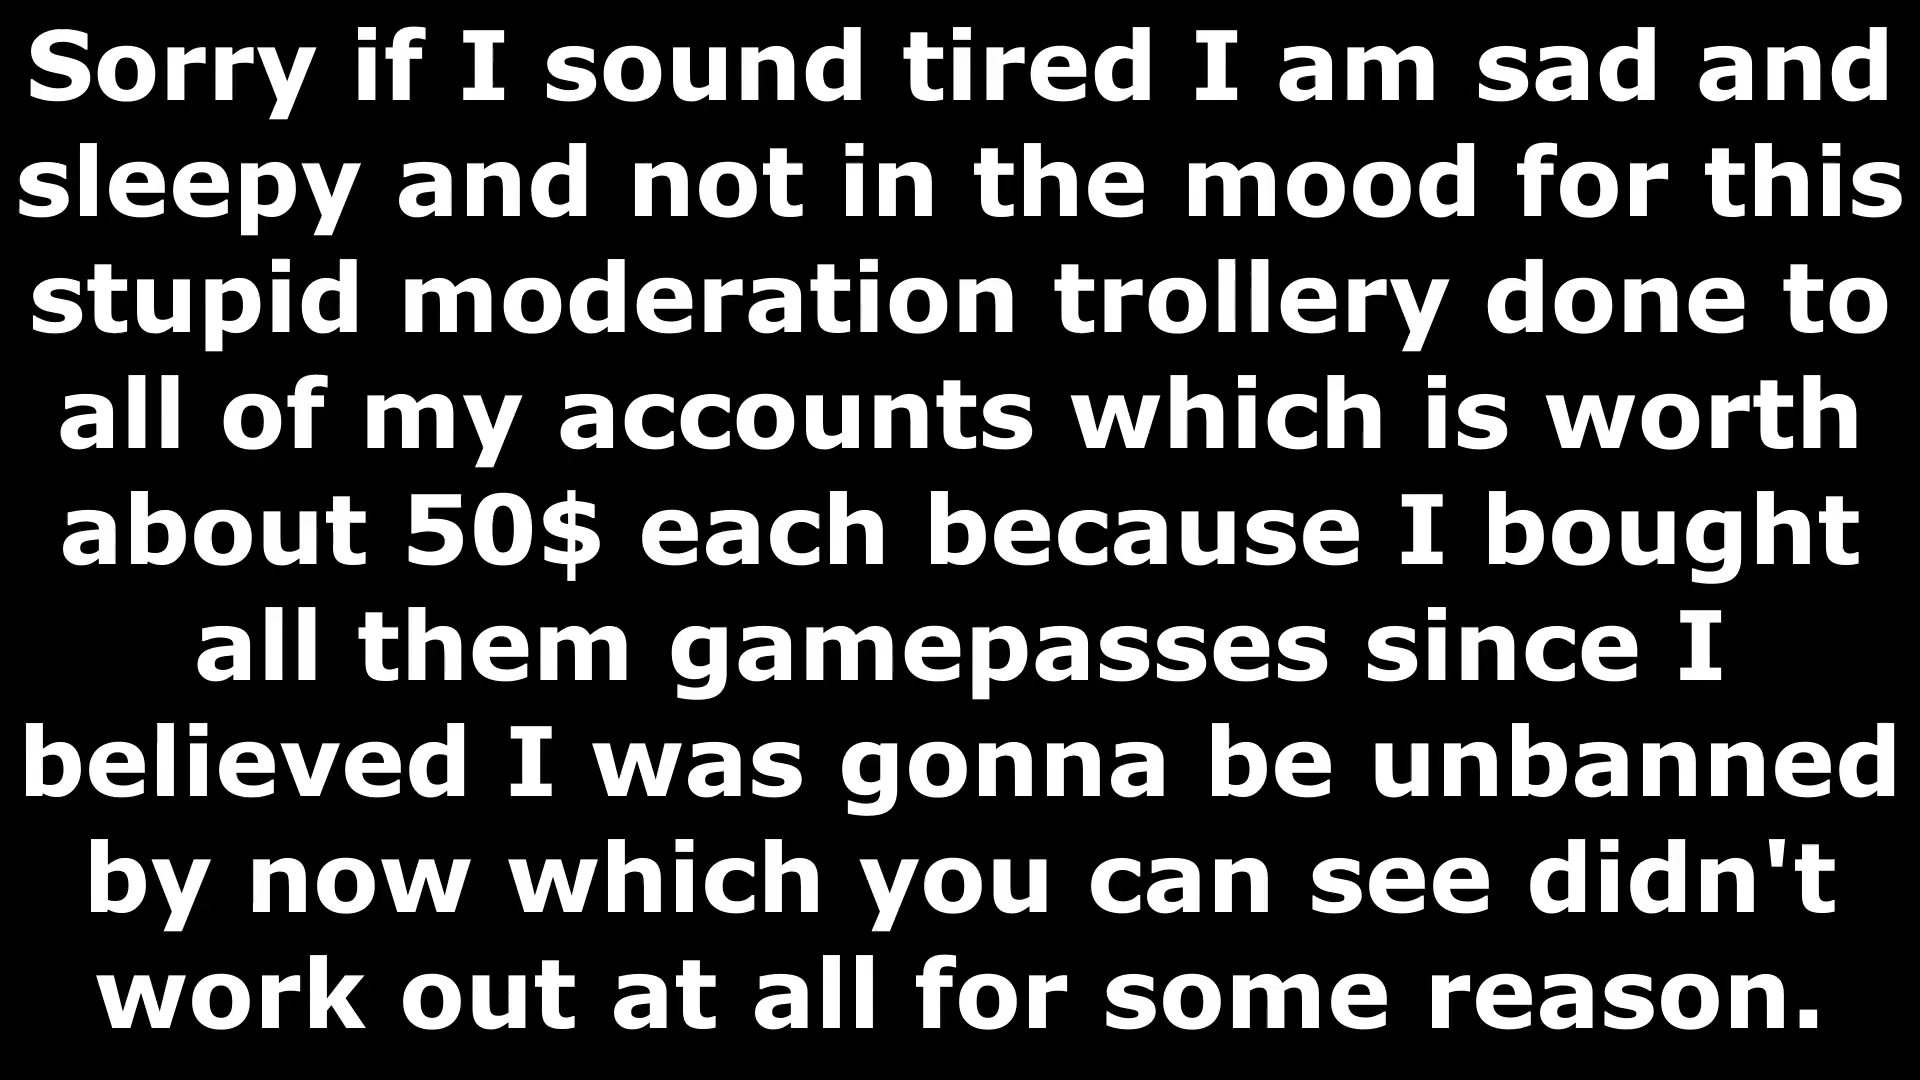 Sorry if I sound tired I am sad and
sleepy and not in the mood for this
stupid moderation trollery done to
all of my accounts which is worth
about 50$ each because I bought
all them gamepasses since I
believed I was gonna be unbanned
by now which you can see didn't
work out at all for some reason.